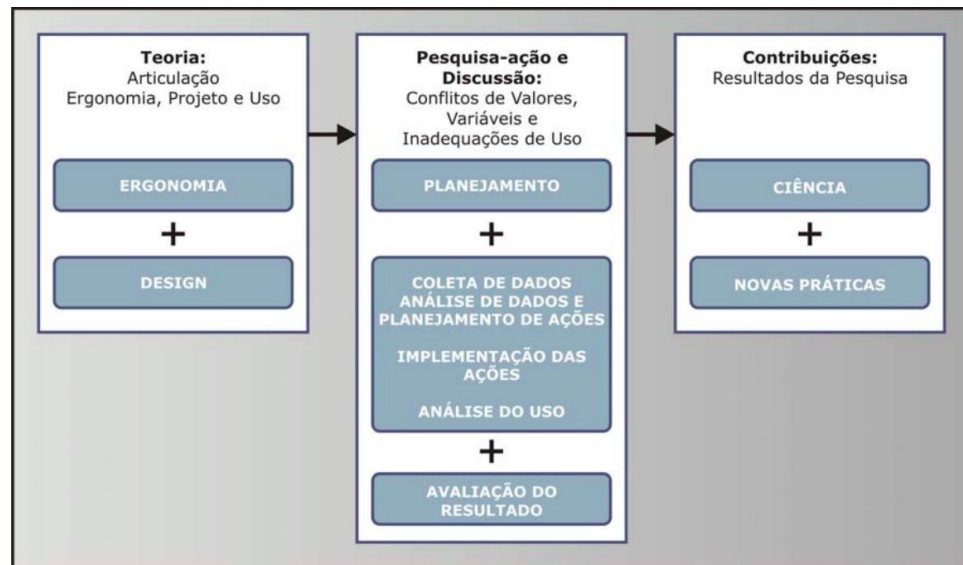 Teoria:
Articulação
Ergonomia, Projeto e Uso
ERGONOMIA
+
DESIGN
Pesquisa-ação e
Discussão:
Conflitos de Valores,
Variáveis e
Inadequações de Uso
PLANEJAMENTO
+
COLETA DE DADOS
ANÁLISE DE DADOS E
PLANEJAMENTO DE AÇÕES
IMPLEMENTAÇÃO DAS
AÇÕES
ANÁLISE DO USO
+
AVALIAÇÃO DO
RESULTADO
Contribuições:
Resultados da Pesquisa
CIÊNCIA
+
NOVAS PRÁTICAS